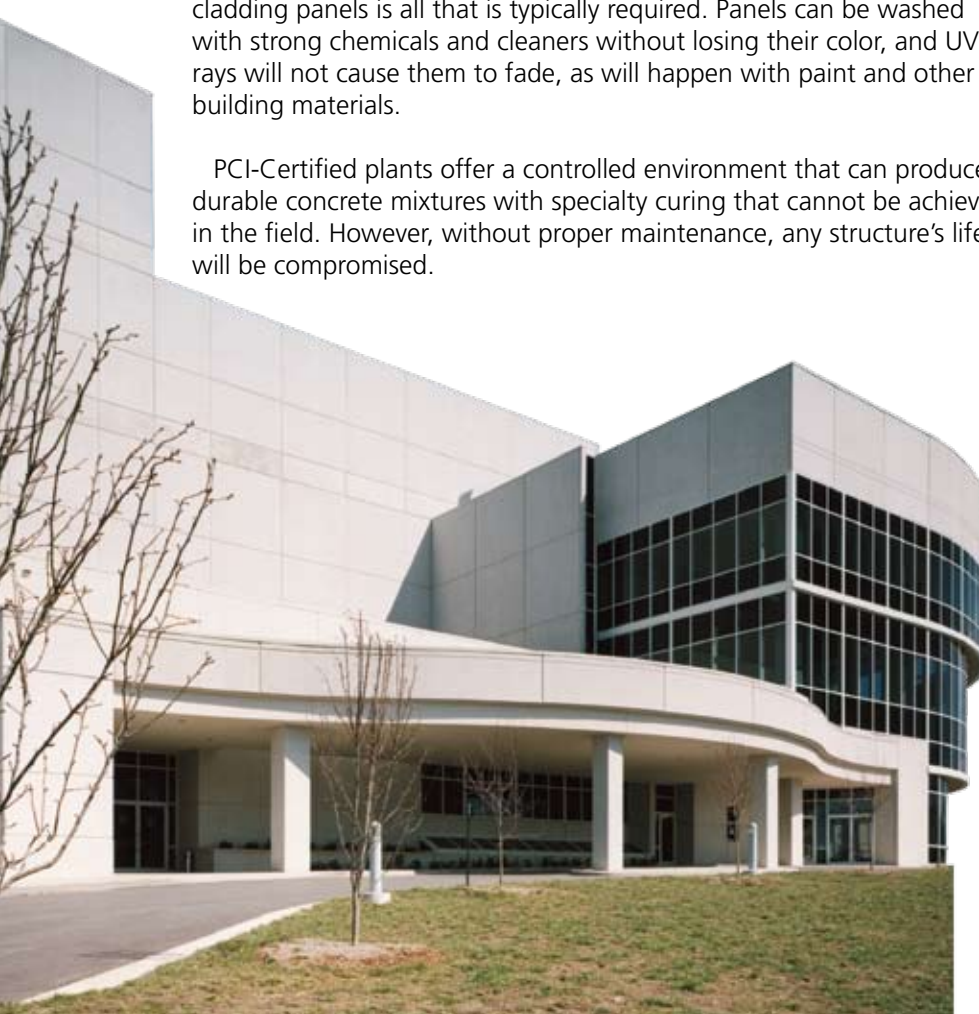 cladding panels is all that is typically required. Panels can be washed
with strong chemicals and cleaners without losing their color, and UV
rays will not cause them to fade, as will happen with paint and other
building materials.
PCI-Certified plants offer a controlled environment that can produce
durable concrete mixtures with specialty curing that cannot be achiev
in the field. However, without proper maintenance, any structure's life
will be compromised.